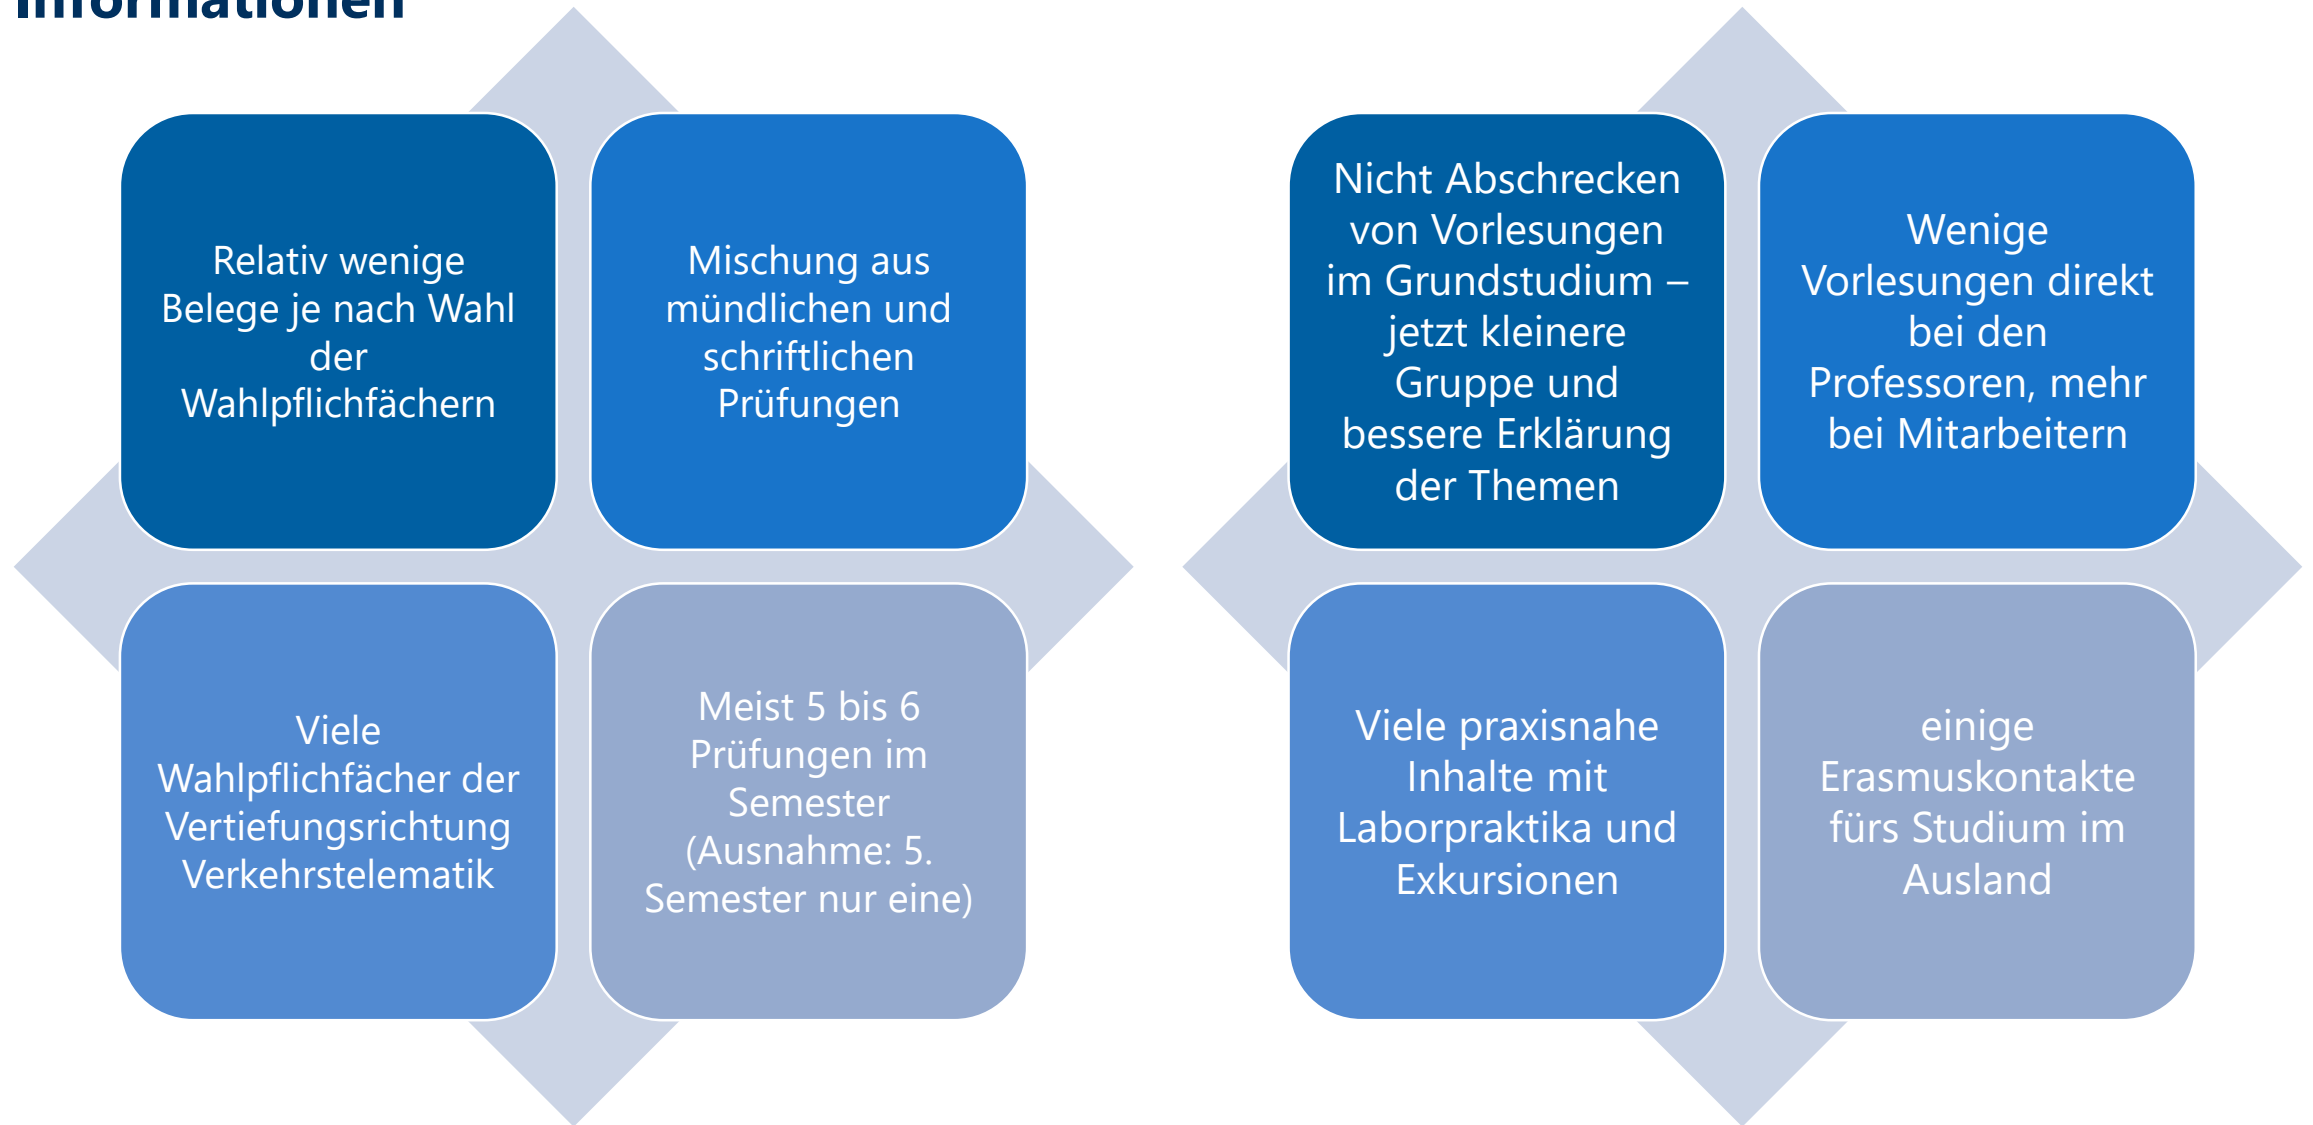 Informationen
Relativ wenige
Belege je nach Wahl
der
Wahlpflichfächern
Mischung aus
mündlichen und
schriftlichen
Prüfungen
Viele
Wahlpflichfächer der
Vertiefungsrichtung
Verkehrstelematik
Meist 5 bis 6
Prüfungen im
Semester
(Ausnahme: 5.
Semester nur eine)
Nicht Abschrecken
von Vorlesungen
im Grundstudium –
jetzt kleinere
Gruppe und
bessere Erklärung
der Themen
Wenige
Vorlesungen direkt
bei den
Professoren, mehr
bei Mitarbeitern
Viele praxisnahe
Inhalte mit
Laborpraktika und
Exkursionen
einige
Erasmuskontakte
fürs Studium im
Ausland